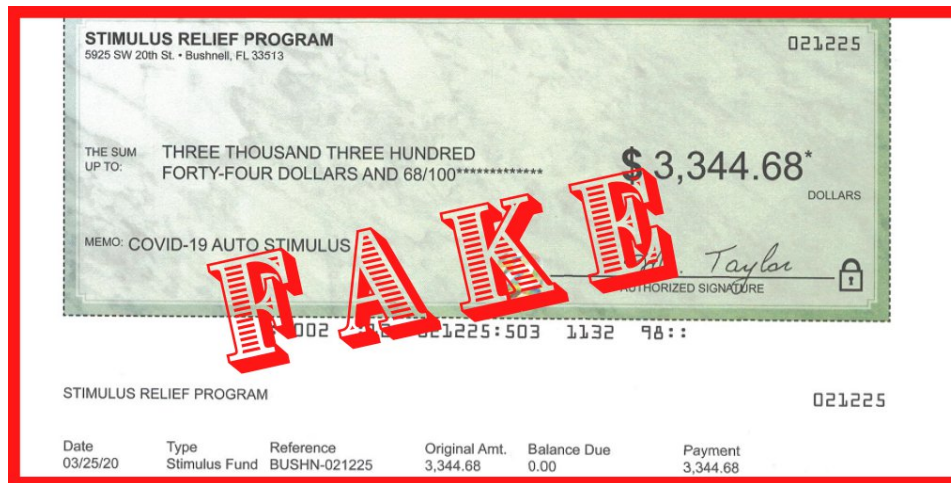 STIMULUS RELIEF PROGRAM
5925 SW 20th St. • Bushnell, FL 33513
021225
THE SUM UP TO:
THREE THOUSAND THREE HUNDRED
FORTY-FOUR DOLLARS AND 68/100*************
$ 3,344.68*
DOLLARS
MEMO: COVID-19 AUTO STIMULUS
Taylor
AUTHORIZED SIGNATURE
FAKE
002 021225:503 1132 98::
STIMULUS RELIEF PROGRAM
021225
Date Type Reference Original Amt. Balance Due Payment
03/25/20 Stimulus Fund BUSHN-021225 3,344.68 0.00 3,344.68